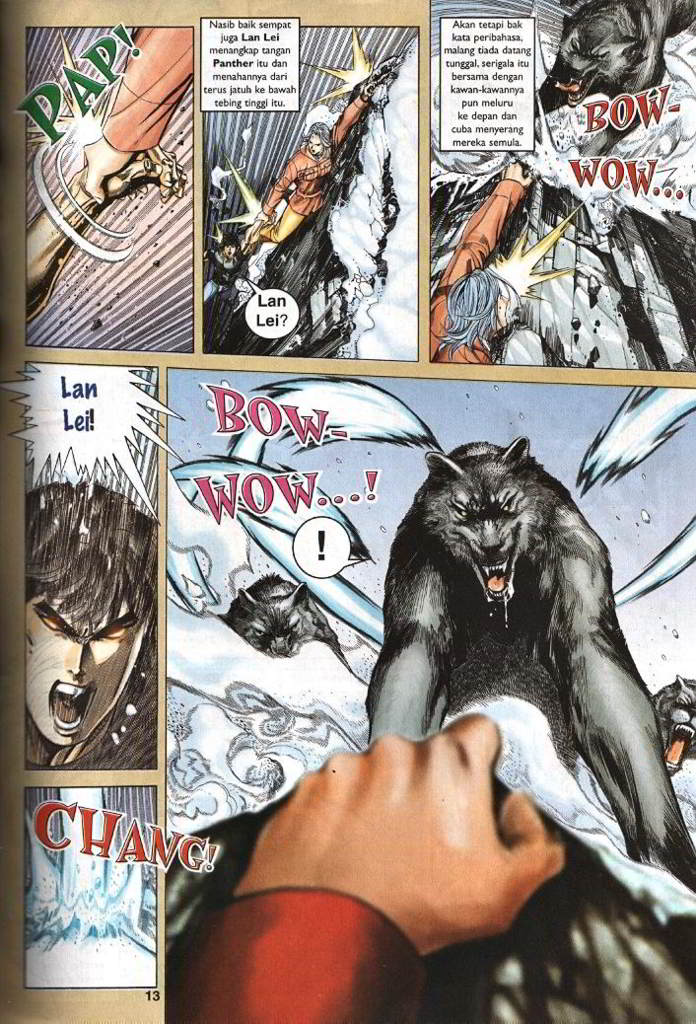 PAP!
Nasib baik sempat
juga Lan Lei
menangkap tangan
Panther itu dan
menahannya dari
terus jatuh ke bawah
tebing tinggi itu.
Lan
Lei?
Akan tetapi bak
kata peribahasa,
malang tiada datang
tunggal, serigala itu
bersama dengan
kawan-kawannya
pun meluru
ke depan dan
cuba menyerang
mereka semula.
BOW-
WOW...
Lan
Lei!
BOW-
WOW...!
!
CHANG!
13